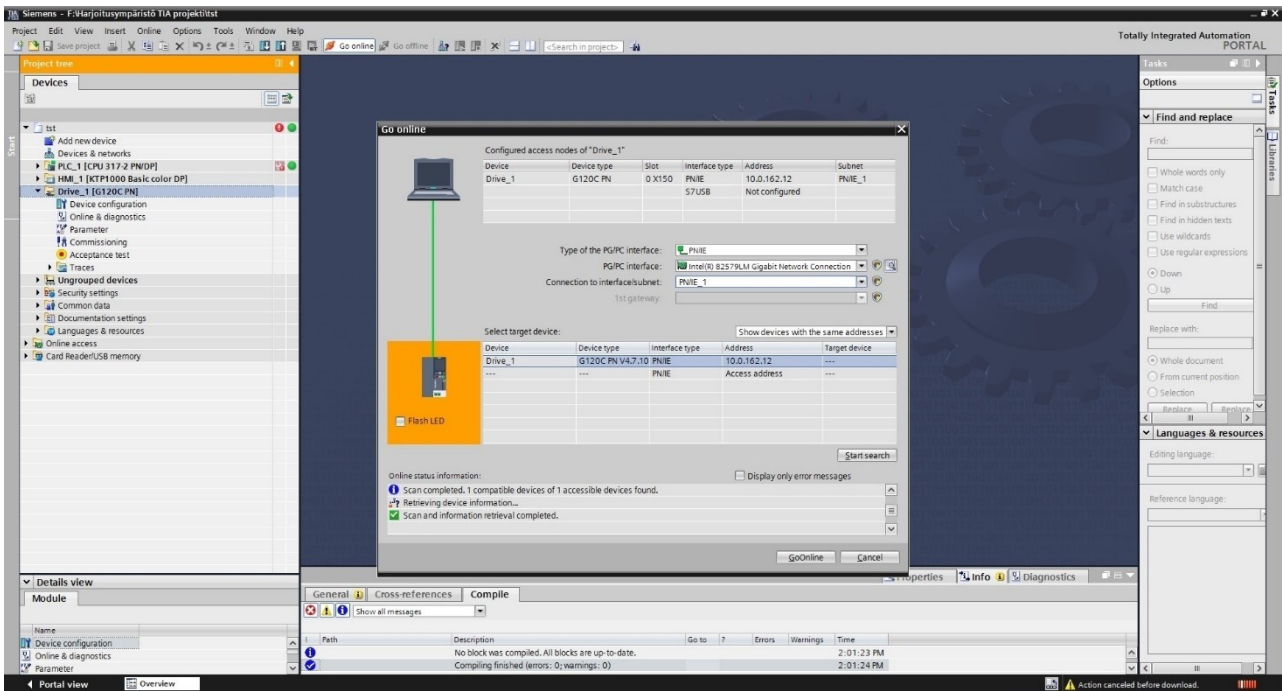 Siemens - F:\Harjoitusympäristö TIA projekti\tst
Project Edit View Insert Online Options Tools Window Help
Save project Go online Go offline <Search in project>
Totally Integrated Automation
PORTAL
Project tree
Devices
Start
tst
Add new device
Devices & networks
PLC_1 [CPU 317-2 PN/DP]
HMI_1 [KTP1000 Basic color DP]
Drive_1 [G120C PN]
Device configuration
Online & diagnostics
Parameter
Commissioning
Acceptance test
Traces
Ungrouped devices
Security settings
Common data
Documentation settings
Languages & resources
Online access
Card Reader/USB memory
Details view
Module
Name
Device configuration
Online & diagnostics
Parameter
Go online
Configured access nodes of "Drive_1"
Device Device type Slot Interface type Address Subnet
Drive_1 G120C PN 0 X150 PN/IE 10.0.162.12 PN/IE_1
S7USB Not configured
Type of the PG/PC interface: PN/IE
PG/PC interface: Intel(R) 82579LM Gigabit Network Connection
Connection to interface/subnet: PN/IE_1
1st gateway:
Select target device: Show devices with the same addresses
Device Device type Interface type Address Target device
Drive_1 G120C PN V4.7.10 PN/IE 10.0.162.12 ---
--- --- PN/IE Access address ---
Flash LED
Start search
Online status information: Display only error messages
Scan completed. 1 compatible devices of 1 accessible devices found.
Retrieving device information...
Scan and information retrieval completed.
GoOnline Cancel
Properties Info Diagnostics
General Cross-references Compile
Show all messages
! Path Description Go to ? Errors Warnings Time
No block was compiled. All blocks are up-to-date. 2:01:23 PM
Compiling finished (errors: 0; warnings: 0) 2:01:24 PM
Tasks
Options
Find and replace
Find:
Whole words only
Match case
Find in substructures
Find in hidden texts
Use wildcards
Use regular expressions
Down
Up
Find
Replace with:
Whole document
From current position
Selection
Replace Replace
Languages & resources
Editing language:
Reference language:
Tasks
Libraries
Portal view Overview
Action canceled before download.